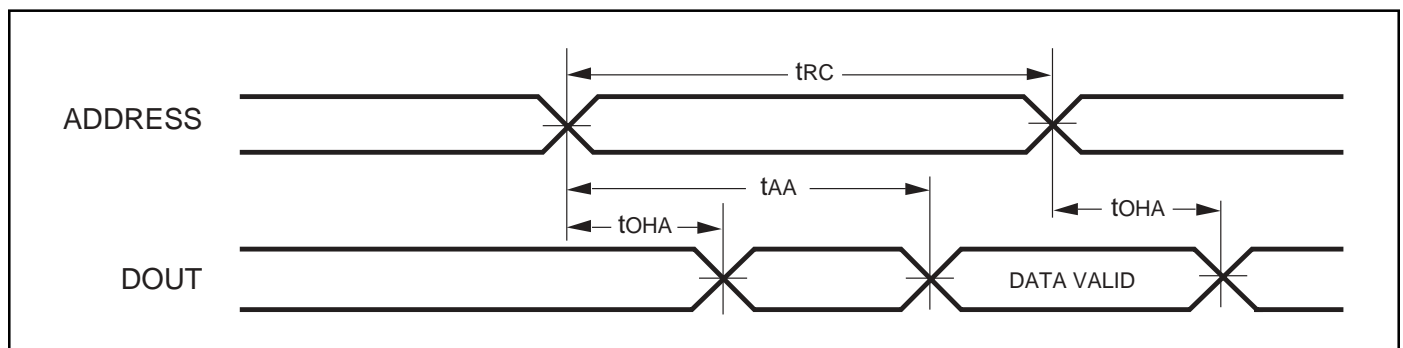 tRC
ADDRESS
tAA
tOHA
tOHA
DOUT
DATA VALID